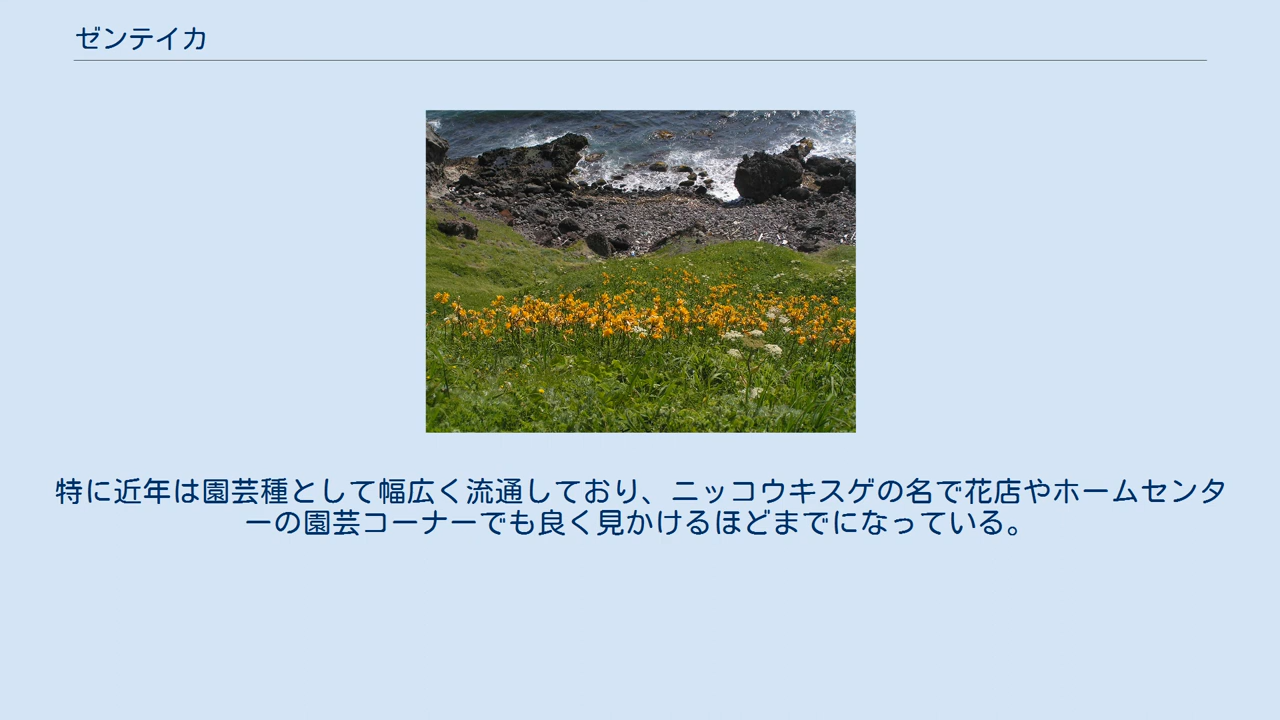 ゼンテイカ
特に近年は園芸種として幅広く流通しており、ニッコウキスゲの名で花店やホームセンタ
ーの園芸コーナーでも良く見かけるほどまでになっている。